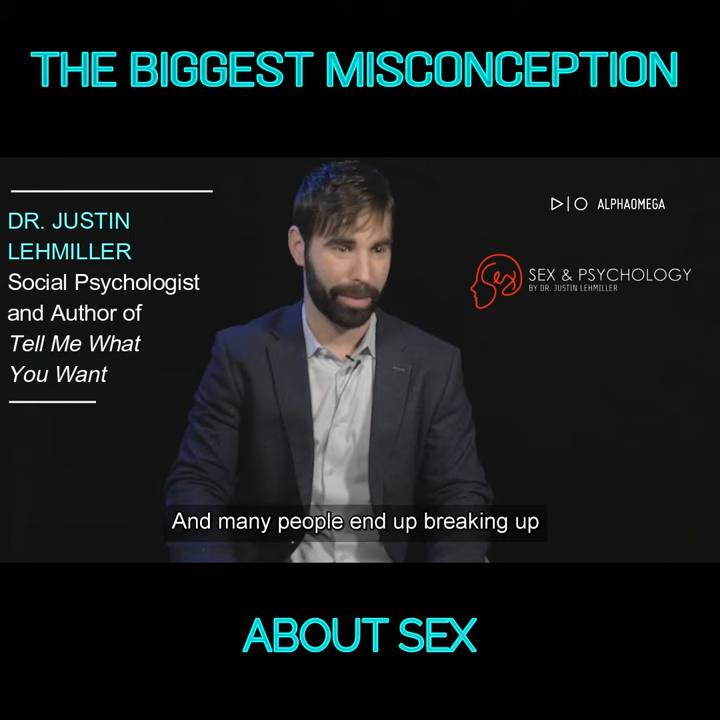 THE BIGGEST MISCONCEPTION
DR. JUSTIN
LEHMILLER
Social Psychologist
and Author of
Tell Me What
You Want
ALPHAOMEGA
Sex
SEX & PSYCHOLOGY
BY DR. JUSTIN LEHMILLER
And many people end up breaking up
ABOUT SEX